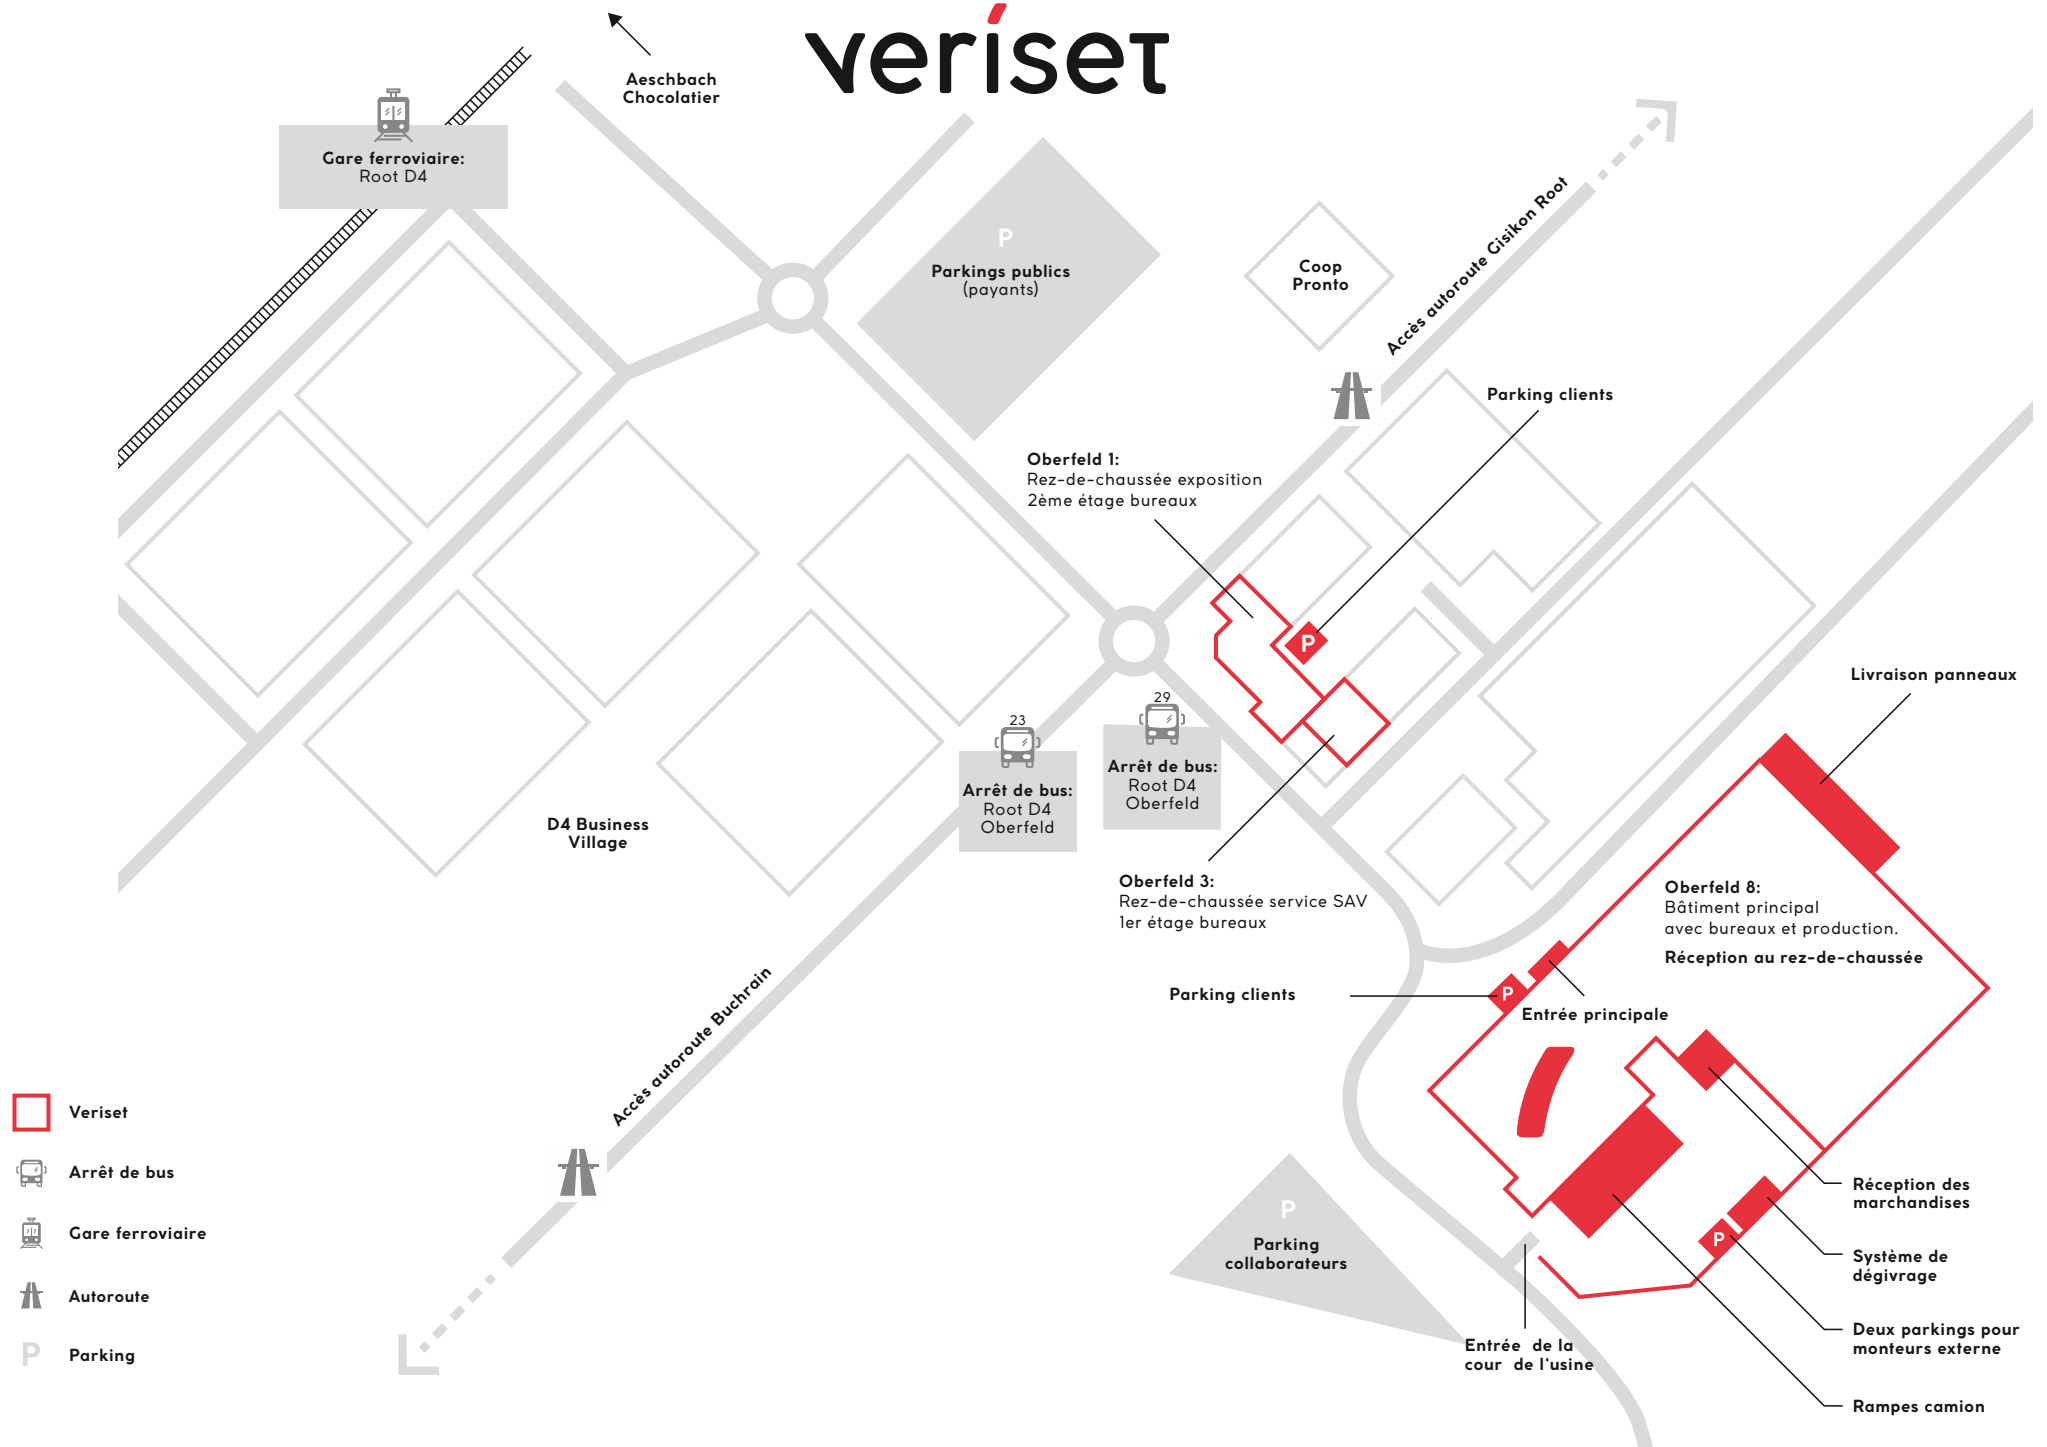 veriset
Aeschbach
Chocolatier
Gare ferroviaire:
Root D4
P
Parkings publics
(payants)
Coop
Pronto
Accès autoroute Gisikon Root
Parking clients
Oberfeld 1:
Rez-de-chaussée exposition
2ème étage bureaux
P
Livraison panneaux
23
Arrêt de bus:
Root D4
Oberfeld
29
Arrêt de bus:
Root D4
Oberfeld
D4 Business
Village
Oberfeld 3:
Rez-de-chaussée service SAV
1er étage bureaux
Oberfeld 8:
Bâtiment principal
avec bureaux et production.
Réception au rez-de-chaussée
Parking clients
P
Entrée principale
Accès autoroute Buchrain
P
Parking
collaborateurs
Réception des
marchandises
P
Système de
dégivrage
Deux parkings pour
monteurs externe
Entrée de la
cour de l'usine
Rampes camion
Veriset
Arrêt de bus
Gare ferroviaire
Autoroute
P
Parking